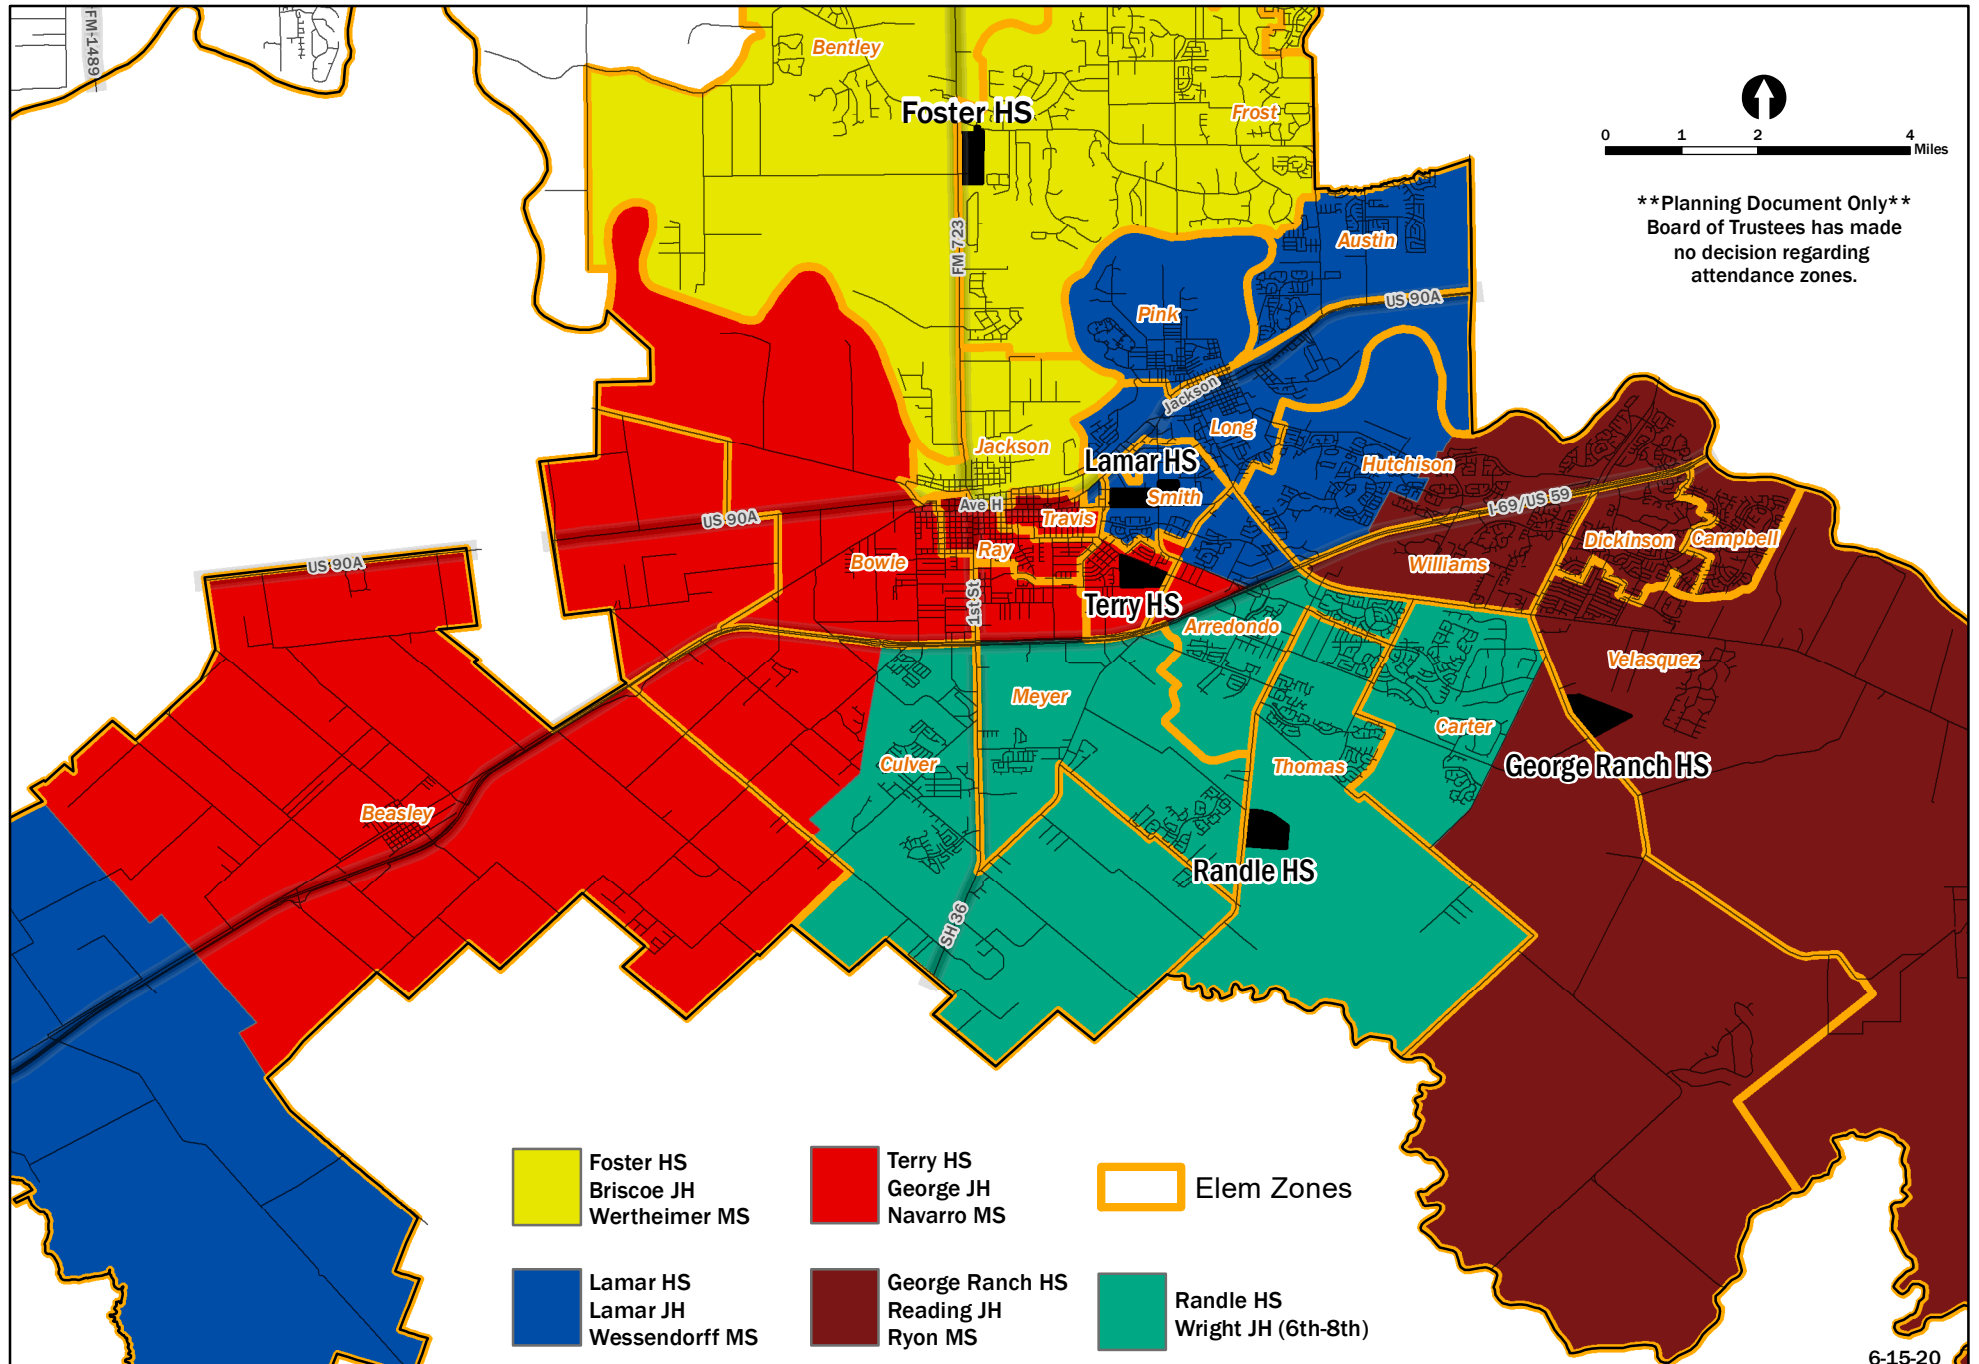 FM-1489
Bentley
Foster HS
Frost
0 1 2 4
Miles
**Planning Document Only**
Board of Trustees has made
no decision regarding
attendance zones.
FM 723
Austin
US 90A
Pink
Jackson
Long
Jackson
Lamar HS
Hutchison
Smith
I-69/US 59
Ave H
Travis
US 90A
Ray
Bowie
US 90A
Williams
Dickinson
Campbell
1st St
Terry HS
Arredondo
Velasquez
Meyer
Carter
Culver
Thomas
George Ranch HS
Beasley
Randle HS
SH 36
Foster HS
Briscoe JH
Wertheimer MS
Terry HS
George JH
Navarro MS
Elem Zones
Lamar HS
Lamar JH
Wessendorff MS
George Ranch HS
Reading JH
Ryon MS
Randle HS
Wright JH (6th-8th)
6-15-20